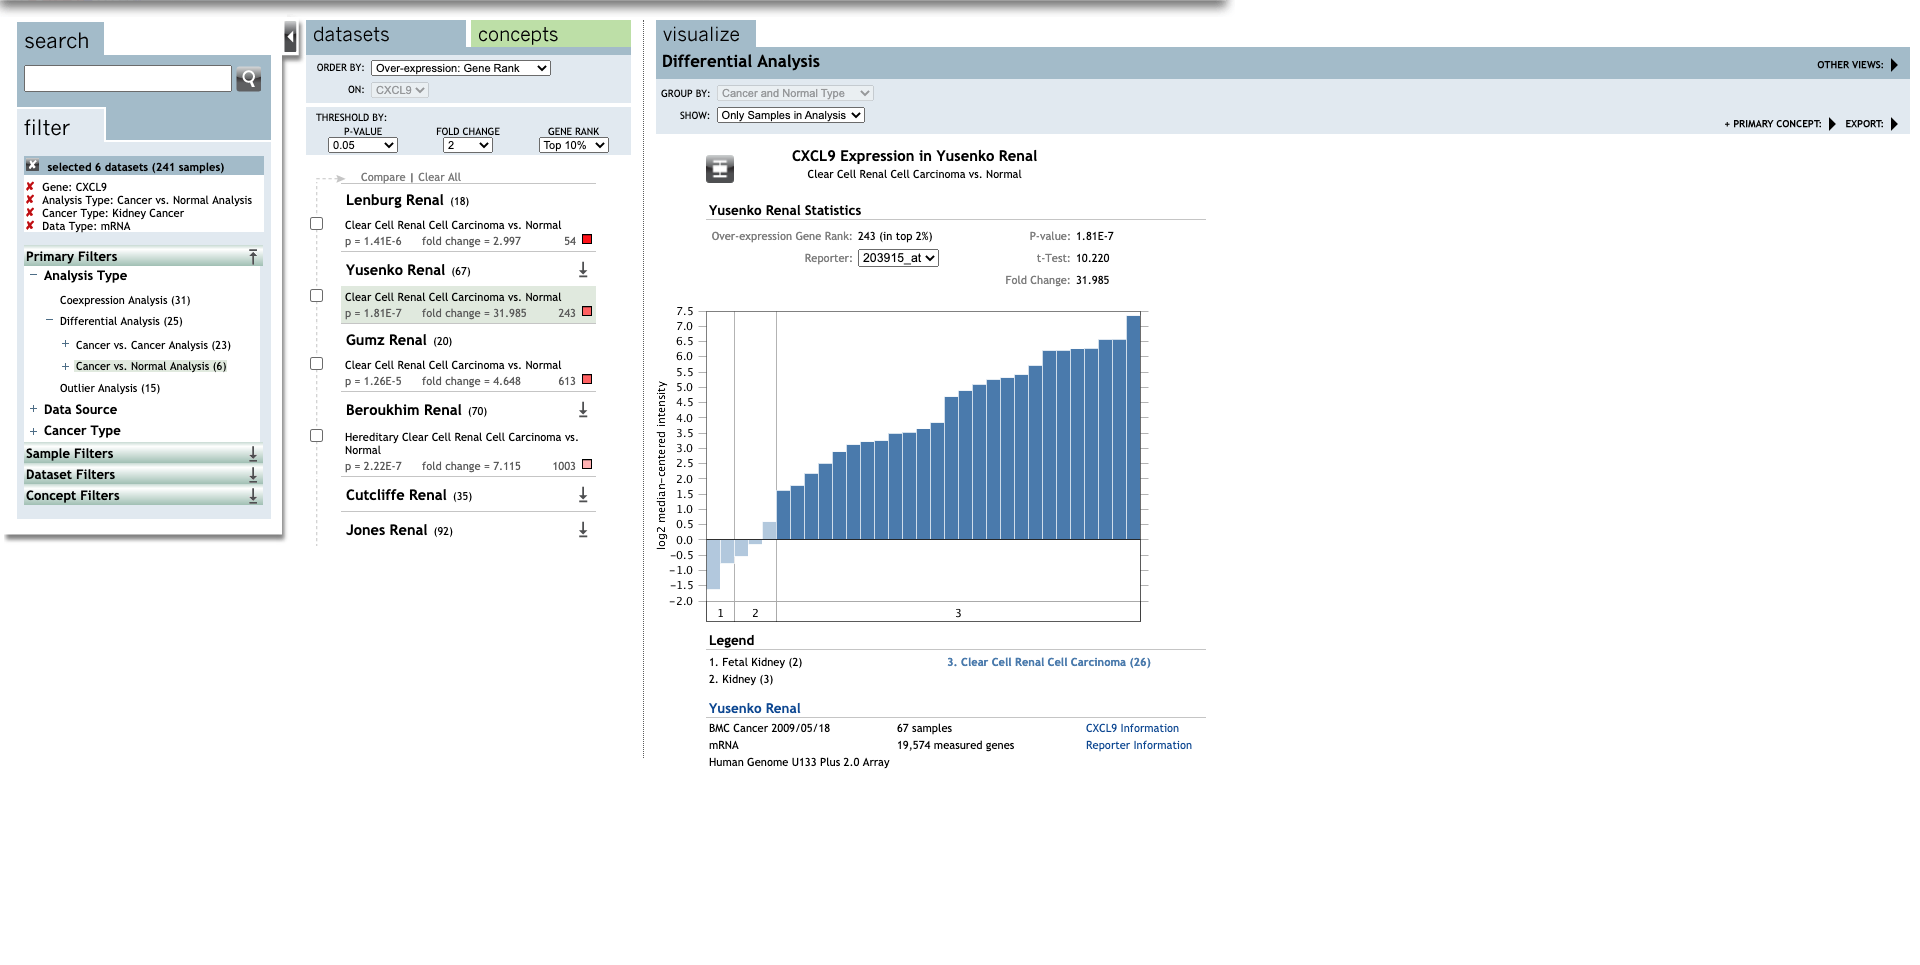 search
filter
selected 6 datasets (241 samples)
Gene: CXCL9
Analysis Type: Cancer vs. Normal Analysis
Cancer Type: Kidney Cancer
Data Type: mRNA
Primary Filters
Analysis Type
Coexpression Analysis (31)
Differential Analysis (25)
Cancer vs. Cancer Analysis (23)
Cancer vs. Normal Analysis (6)
Outlier Analysis (15)
Data Source
Cancer Type
Sample Filters
Dataset Filters
Concept Filters
datasets
concepts
ORDER BY: Over-expression: Gene Rank
ON: CXCL9
THRESHOLD BY:
P-VALUE FOLD CHANGE GENE RANK
0.05 2 Top 10%
Compare | Clear All
Lenburg Renal (18)
Clear Cell Renal Cell Carcinoma vs. Normal
p = 1.41E-6 fold change = 2.997 54
Yusenko Renal (67)
Clear Cell Renal Cell Carcinoma vs. Normal
p = 1.81E-7 fold change = 31.985 243
Gumz Renal (20)
Clear Cell Renal Cell Carcinoma vs. Normal
p = 1.26E-5 fold change = 4.648 613
Beroukhim Renal (70)
Hereditary Clear Cell Renal Cell Carcinoma vs.
Normal
p = 2.22E-7 fold change = 7.115 1003
Cutcliffe Renal (35)
Jones Renal (92)
visualize
Differential Analysis
OTHER VIEWS:
GROUP BY: Cancer and Normal Type
SHOW: Only Samples in Analysis
+ PRIMARY CONCEPT: EXPORT:
CXCL9 Expression in Yusenko Renal
Clear Cell Renal Cell Carcinoma vs. Normal
Yusenko Renal Statistics
Over-expression Gene Rank: 243 (in top 2%) P-value: 1.81E-7
Reporter: 203915_at t-Test: 10.220
Fold Change: 31.985
log2 median-centered intensity
7.5
7.0
6.5
6.0
5.5
5.0
4.5
4.0
3.5
3.0
2.5
2.0
1.5
1.0
0.5
0.0
-0.5
-1.0
-1.5
-2.0
1 2 3
Legend
1. Fetal Kidney (2) 3. Clear Cell Renal Cell Carcinoma (26)
2. Kidney (3)
Yusenko Renal
BMC Cancer 2009/05/18 67 samples CXCL9 Information
mRNA 19,574 measured genes Reporter Information
Human Genome U133 Plus 2.0 Array